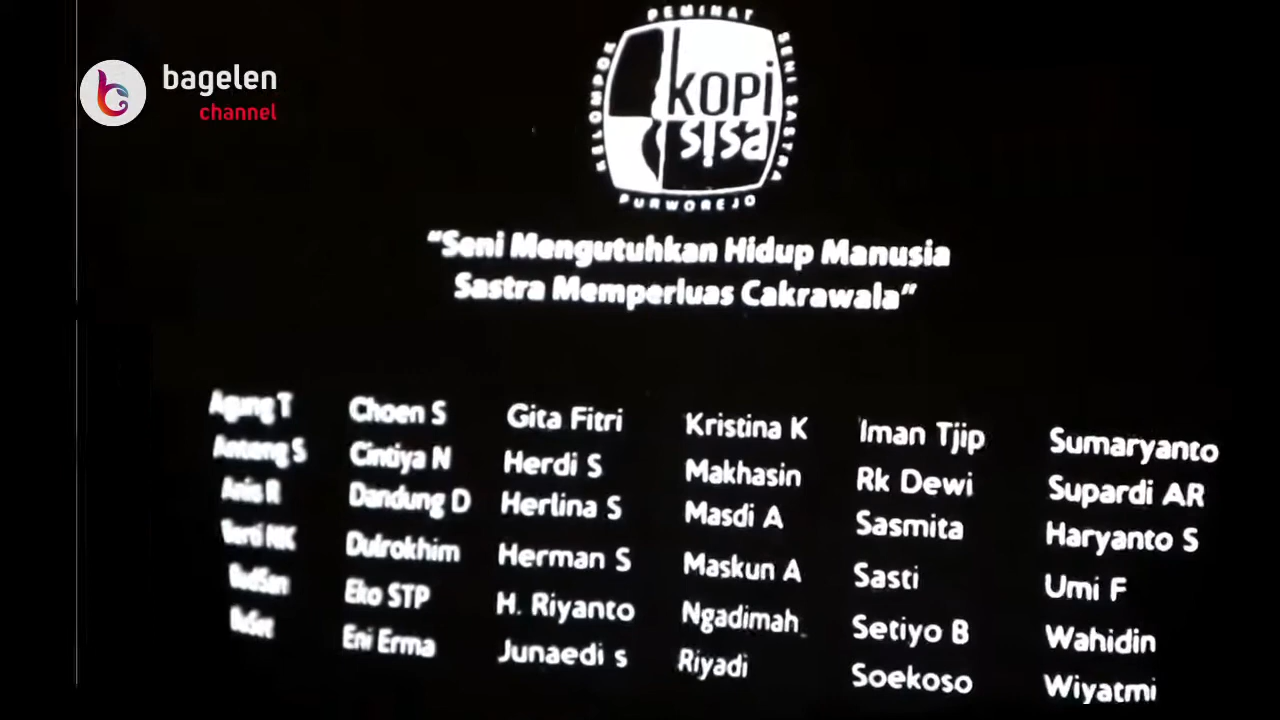 bagelen
channel
KELOMPOK PEMINAT SENI SASTRA
KOPI
sisa
PURWOREJO
“Seni Mengutuhkan Hidup Manusia
Sastra Memperluas Cakrawala”
Agung T Choen S Gita Fitri Kristina K Iman Tjip Sumaryanto
Anteng S Cintiya N Herdi S Makhasin Rk Dewi Supardi AR
Anis R Dandung D Herlina S Masdi A Sasmita Haryanto S
Dulrokhim Herman S Maskun A Sasti Umi F
Eko STP H. Riyanto Ngadimah Setiyo B Wahidin
Eni Erma Junaedi s Riyadi Soekoso Wiyatmi